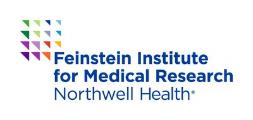 Feinstein Institute
for Medical Research
Northwell Health®